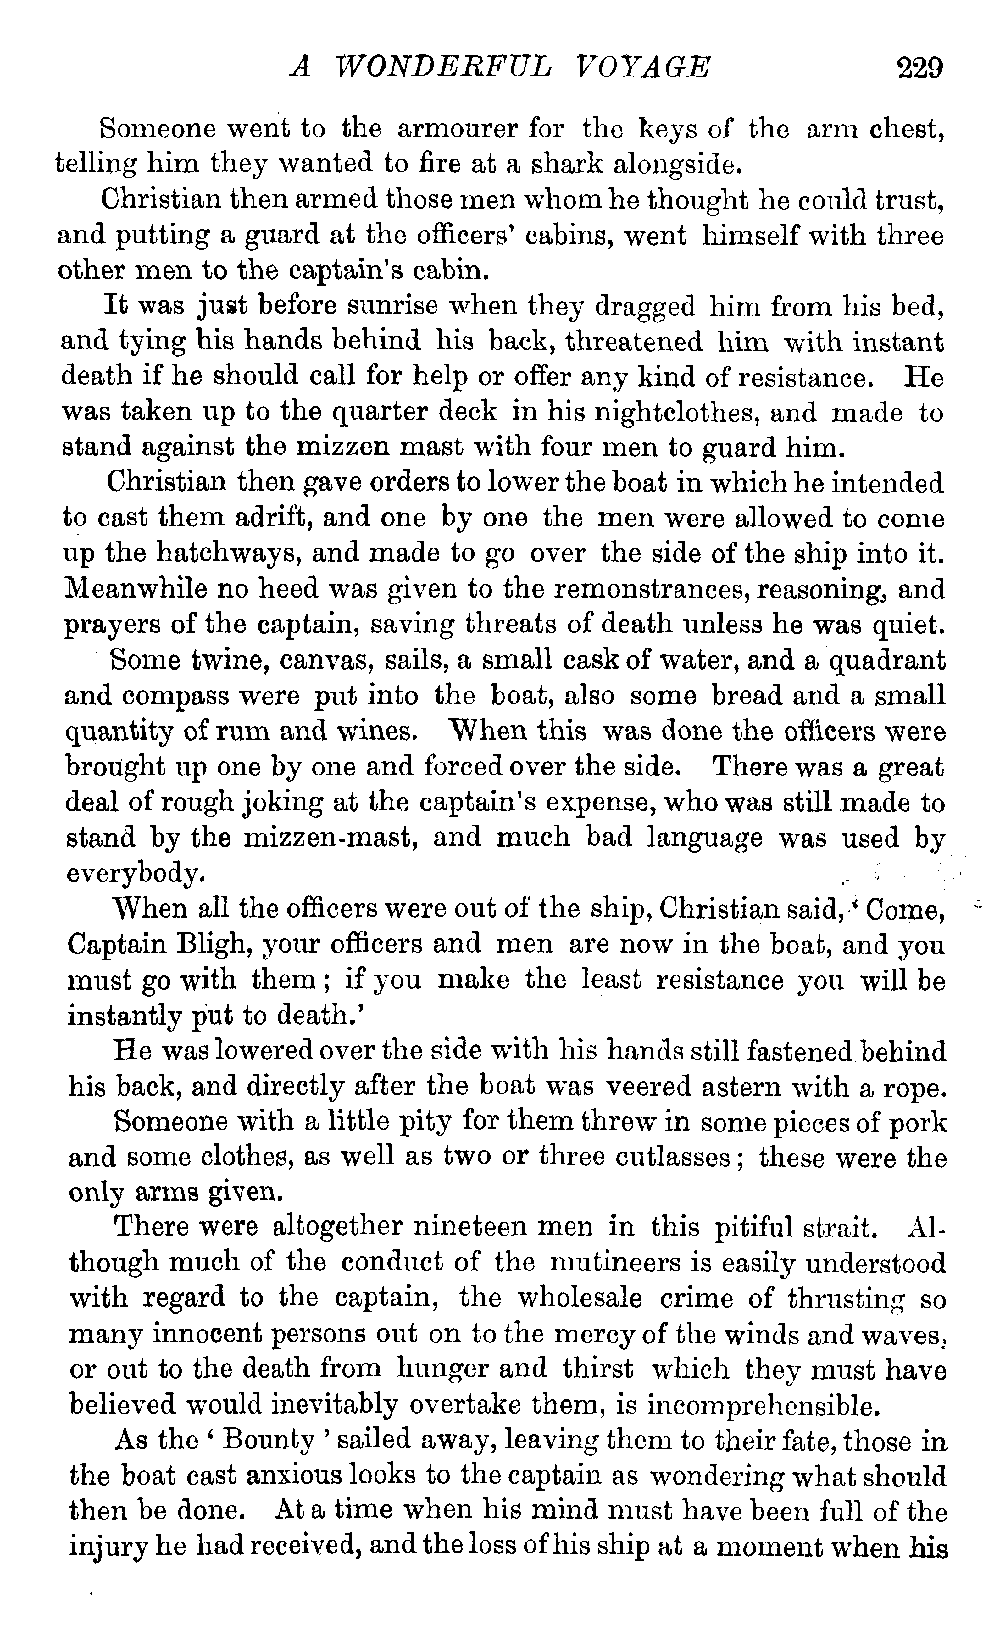 A WONDERFUL VOYAGE 229
Someone went to the armourer for the keys of the arm chest,
telling him they wanted to fire at a shark alongside.
Christian then armed those men whom he thought he could trust,
and putting a guard at the officers' cabins, went himself with three
other men to the captain's cabin.
It was just before sunrise when they dragged him from his bed,
and tying his hands behind his back, threatened him with instant
death if he should call for help or offer any kind of resistance. He
was taken up to the quarter deck in his nightclothes, and made to
stand against the mizzen mast with four men to guard him.
Christian then gave orders to lower the boat in which he intended
to cast them adrift, and one by one the men were allowed to come
up the hatchways, and made to go over the side of the ship into it.
Meanwhile no heed was given to the remonstrances, reasoning, and
prayers of the captain, saving threats of death unless he was quiet.
Some twine, canvas, sails, a small cask of water, and a quadrant
and compass were put into the boat, also some bread and a small
quantity of rum and wines. When this was done the officers were
brought up one by one and forced over the side. There was a great
deal of rough joking at the captain's expense, who was still made to
stand by the mizzen-mast, and much bad language was used by
everybody.
When all the officers were out of the ship, Christian said, ‘ Come,
Captain Bligh, your officers and men are now in the boat, and you
must go with them ; if you make the least resistance you will be
instantly put to death.’
He was lowered over the side with his hands still fastened behind
his back, and directly after the boat was veered astern with a rope.
Someone with a little pity for them threw in some pieces of pork
and some clothes, as well as two or three cutlasses ; these were the
only arms given.
There were altogether nineteen men in this pitiful strait. Al-
though much of the conduct of the mutineers is easily understood
with regard to the captain, the wholesale crime of thrusting so
many innocent persons out on to the mercy of the winds and waves,
or out to the death from hunger and thirst which they must have
believed would inevitably overtake them, is incomprehensible.
As the ‘ Bounty ’ sailed away, leaving them to their fate, those in
the boat cast anxious looks to the captain as wondering what should
then be done. At a time when his mind must have been full of the
injury he had received, and the loss of his ship at a moment when his